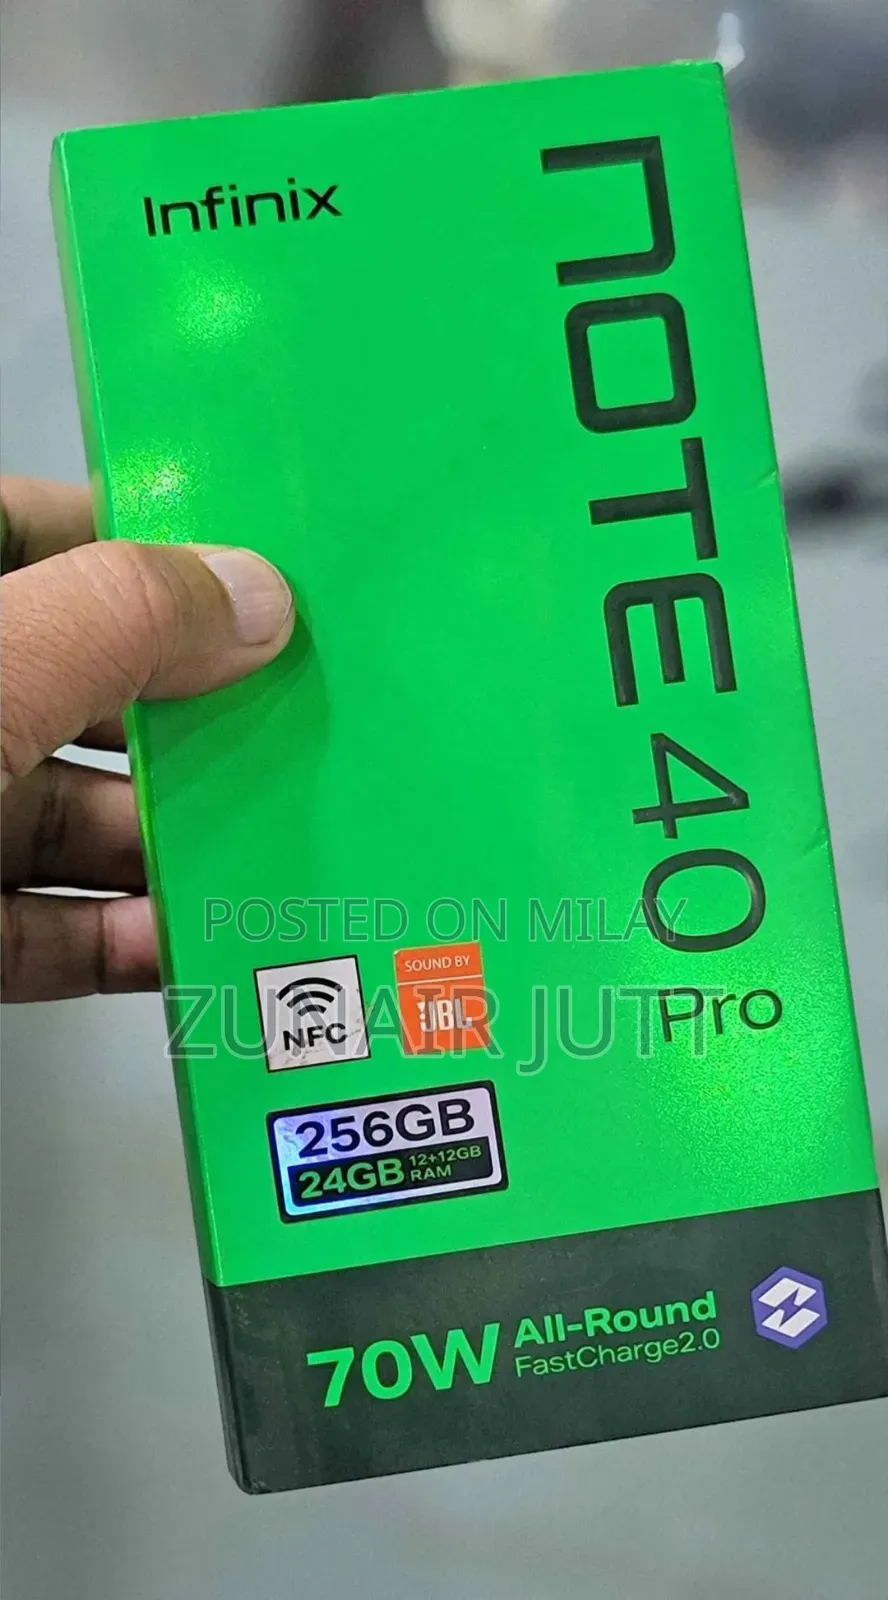 Infinix
NOTE 40
Pro
POSTED ON MILAY
ZUNAIR JUTT
NFC
SOUND BY
JBL
256GB
24GB 12+12GB
RAM
70W All-Round
FastCharge2.0